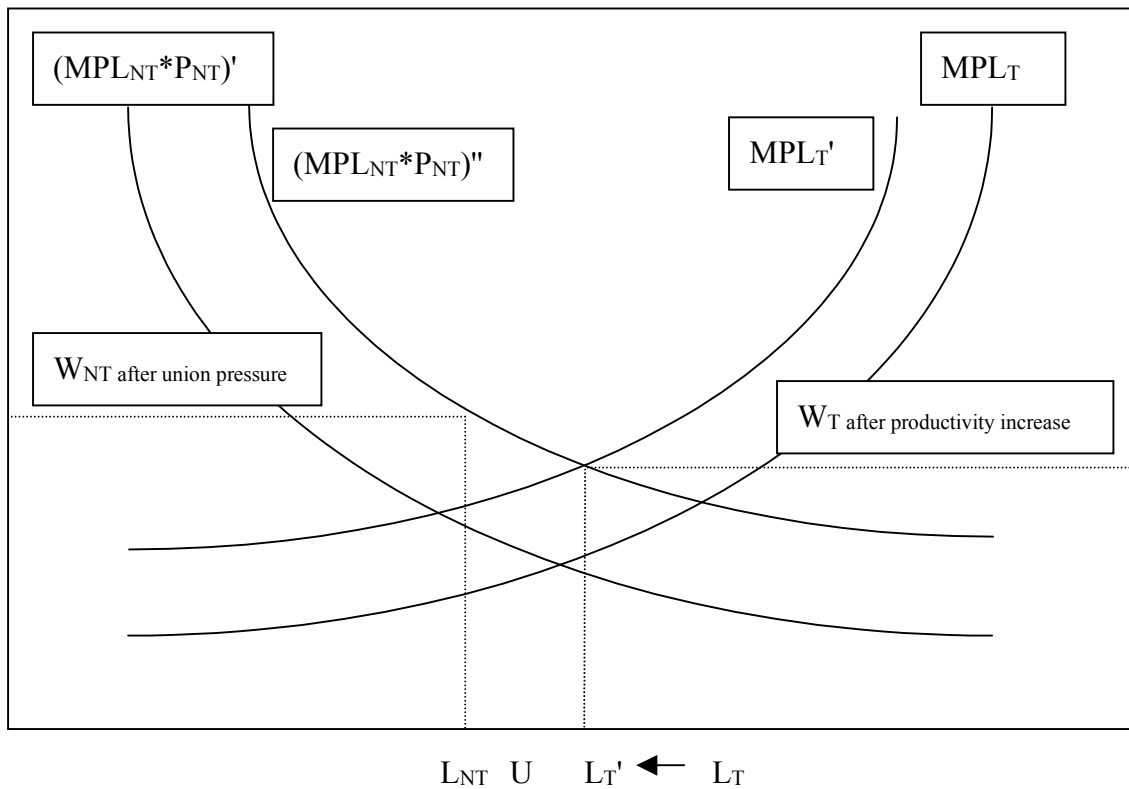 (MPLNT*PNT)'
MPLT
(MPLNT*PNT)"
MPLT'
WNT after union pressure
WT after productivity increase
LNT U LT' ← LT